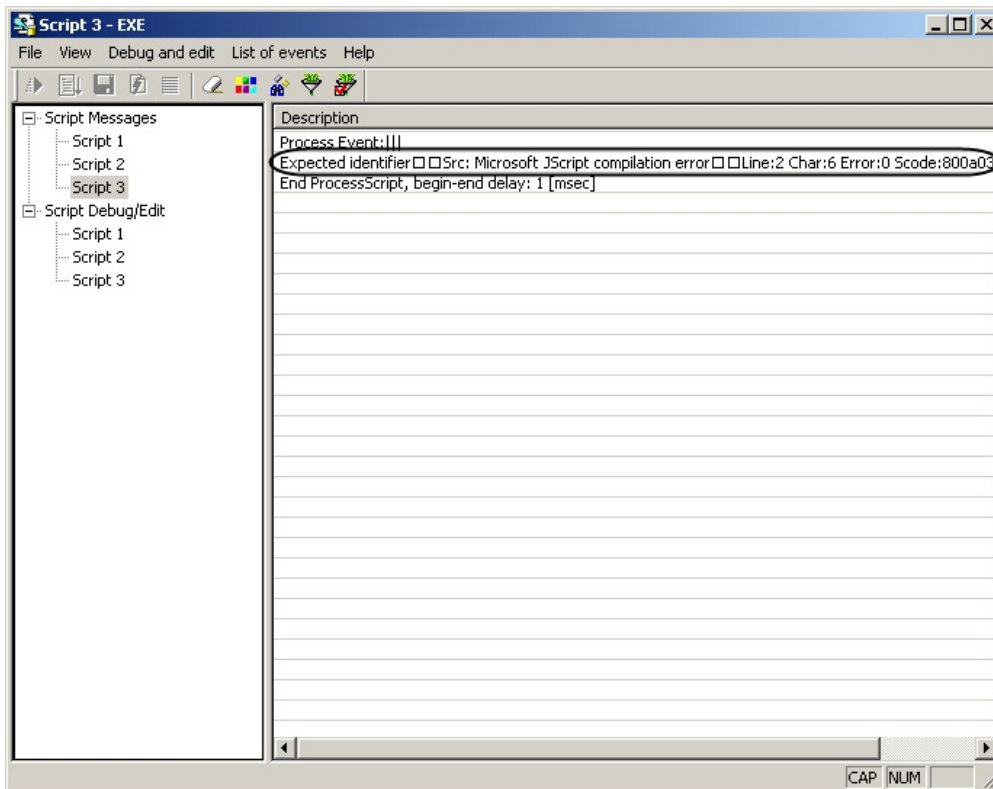 Script 3 - EXE
File View Debug and edit List of events Help
Script Messages
Script 1
Script 2
Script 3
Script Debug/Edit
Script 1
Script 2
Script 3
Description
Process Event:|||
Expected identifier□□Src: Microsoft JScript compilation error□□Line:2 Char:6 Error:0 Scode:800a03
End ProcessScript, begin-end delay: 1 [msec]
CAP NUM